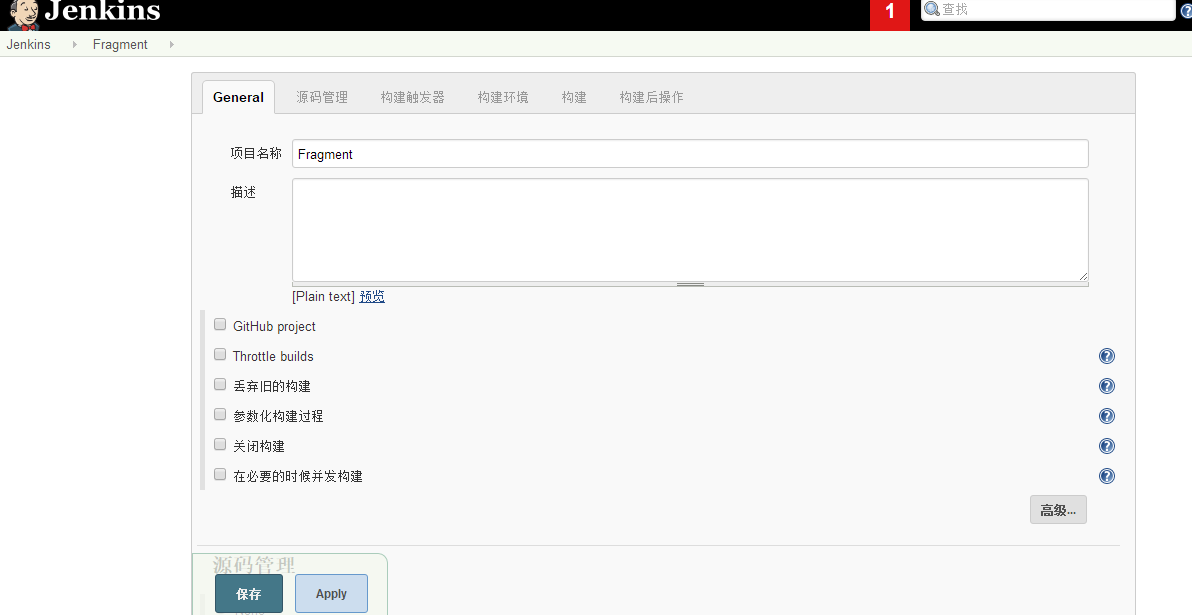 Jenkins
1
查找
Jenkins Fragment
General 源码管理 构建触发器 构建环境 构建 构建后操作
项目名称 Fragment
描述
[Plain text] 预览
GitHub project
Throttle builds
丢弃旧的构建
参数化构建过程
关闭构建
在必要的时候并发构建
高级...
源码管理
保存 Apply